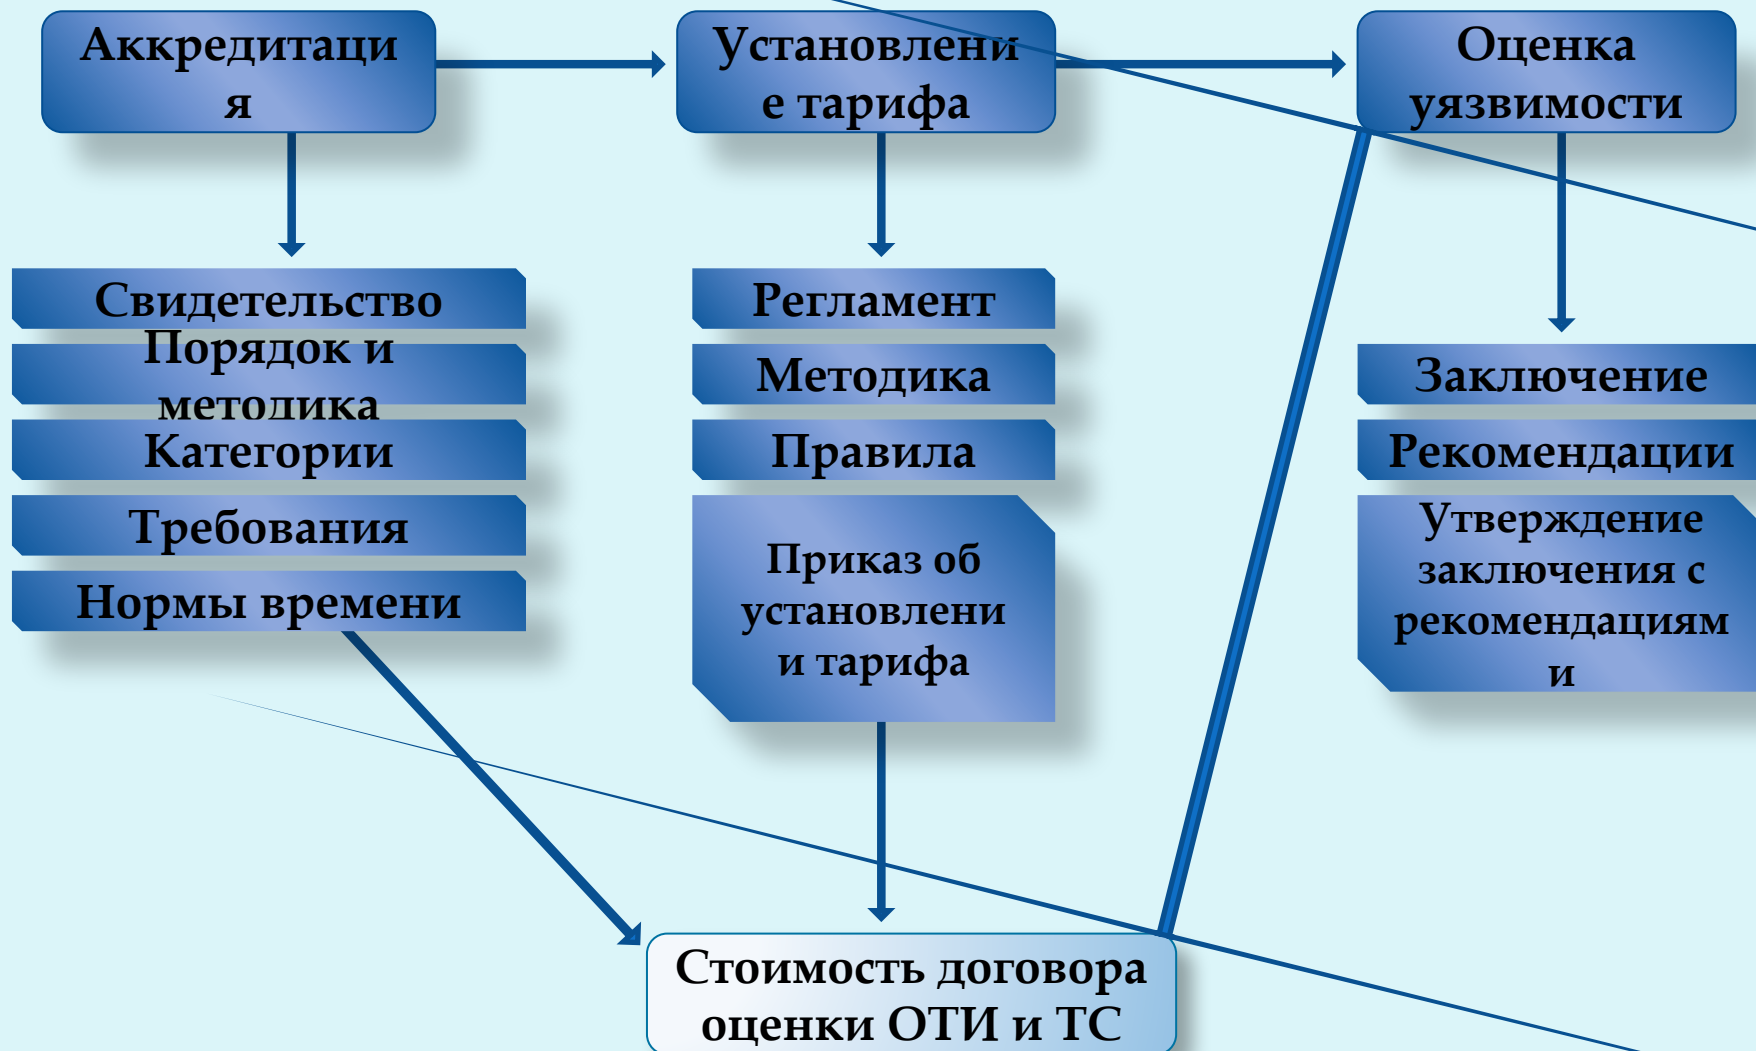 Аккредитаци
я
Установлени
е тарифа
Оценка
уязвимости
Свидетельство
Порядок и
методика
Категории
Требования
Нормы времени
Регламент
Методика
Правила
Приказ об
установлени
и тарифа
Заключение
Рекомендации
Утверждение
заключения с
рекомендациям
и
Стоимость договора
оценки ОТИ и ТС